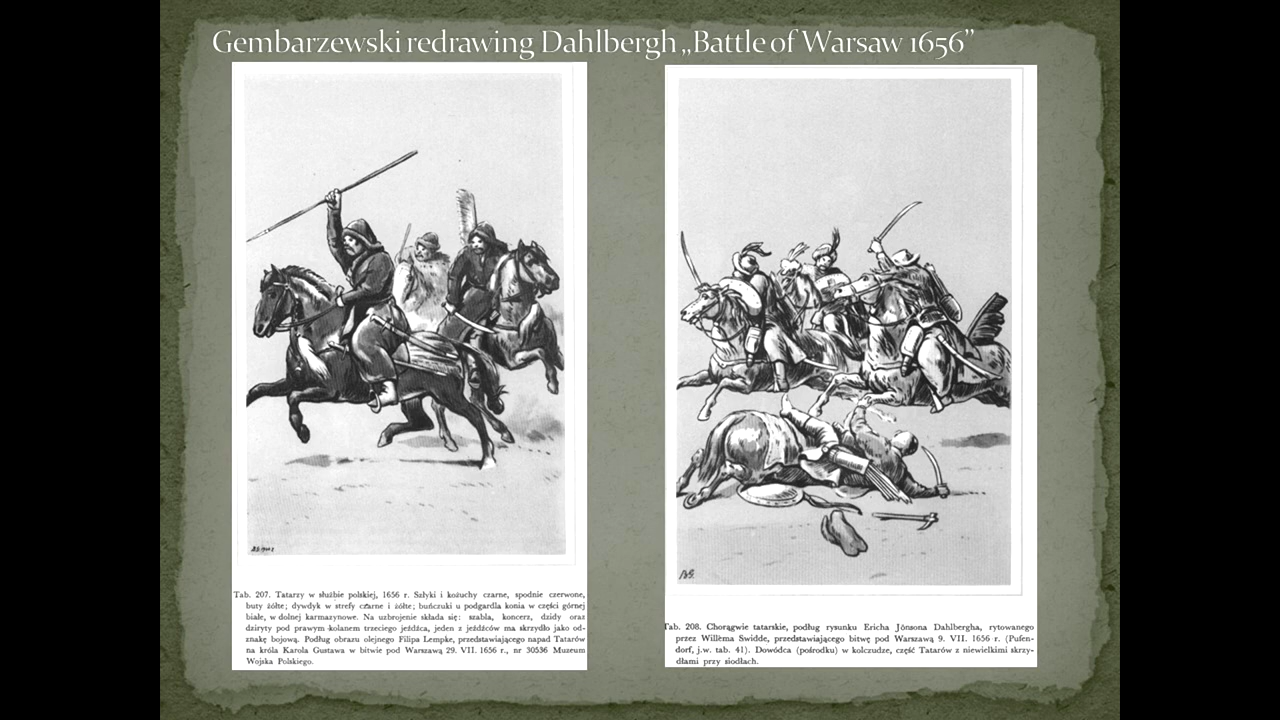 Gembarzewski redrawing Dahlbergh „Battle of Warsaw 1656”
Tab. 207. Tatarzy w służbie polskiej, 1656 r. Szłyki i kożuchy czarne, spodnie czerwone,
buty żółte; dywdyk w strefy czarne i żółte; buńczuki u podgardla konia w części górnej
białe, w dolnej karmazynowe. Na uzbrojenie składa się: szabla, koncerz, dzidy oraz
dziryty pod prawym kolanem trzeciego jeźdźca, jeden z jeźdźców ma skrzydło jako od-
znakę bojową. Podług obrazu olejnego Filipa Lempke, przedstawiającego napad Tatarów
na króla Karola Gustawa w bitwie pod Warszawą 29. VII. 1656 r., nr 30536 Muzeum
Wojska Polskiego.
Tab. 208. Chorągwie tatarskie, podług rysunku Ericha Jönsona Dahlbergha, rytowanego
przez Willëma Swidde, przedstawiającego bitwę pod Warszawą 9. VII. 1656 r. (Pufen-
dorf, j.w. tab. 41). Dowódca (pośrodku) w kolczudze, część Tatarów z niewielkimi skrzy-
dłami przy siodłach.